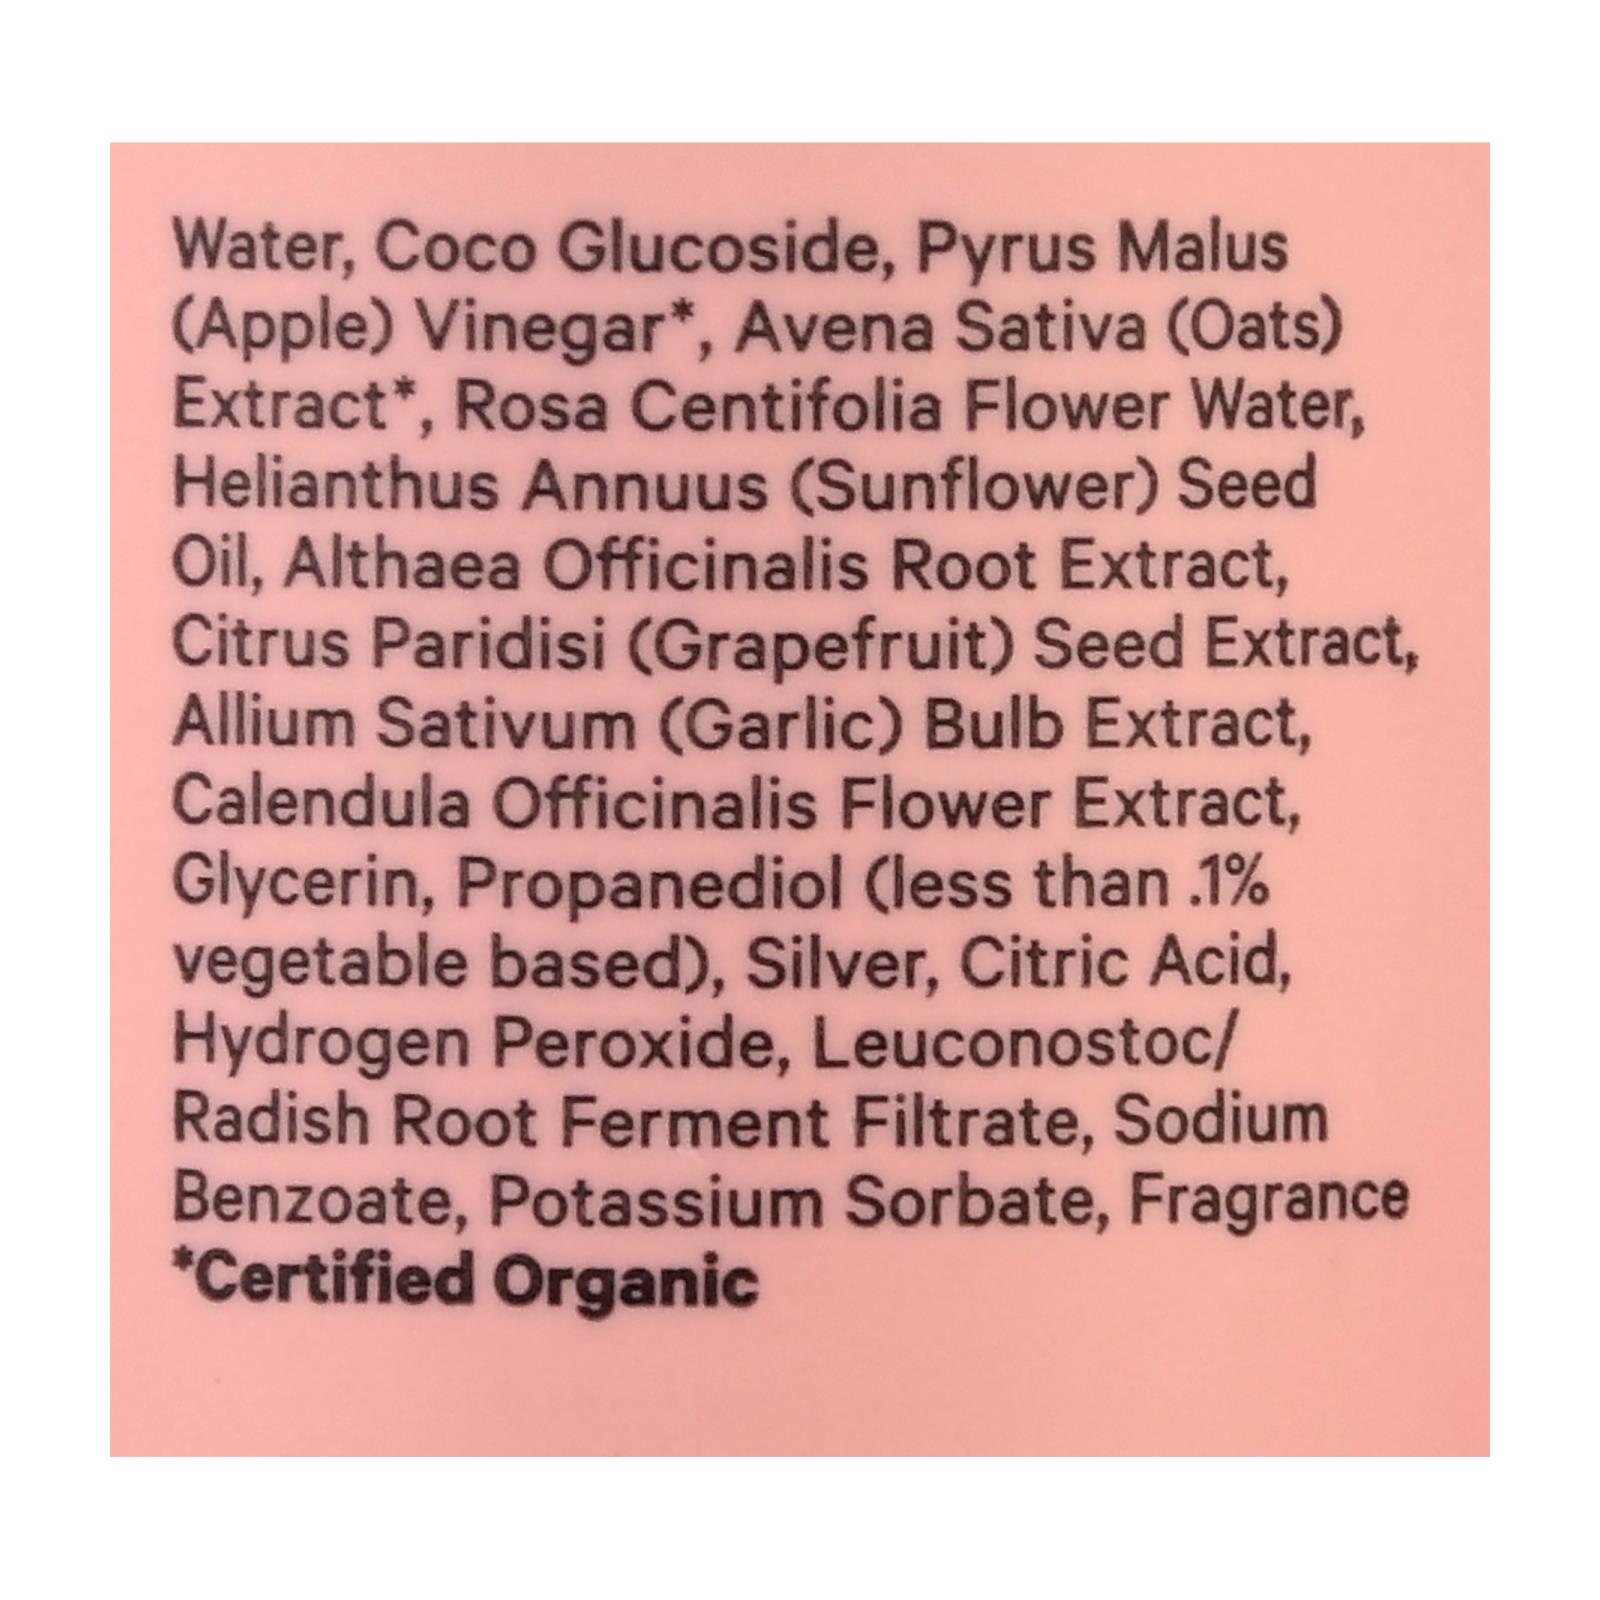 Water, Coco Glucoside, Pyrus Malus
(Apple) Vinegar*, Avena Sativa (Oats)
Extract*, Rosa Centifolia Flower Water,
Helianthus Annuus (Sunflower) Seed
Oil, Althaea Officinalis Root Extract,
Citrus Paridisi (Grapefruit) Seed Extract,
Allium Sativum (Garlic) Bulb Extract,
Calendula Officinalis Flower Extract,
Glycerin, Propanediol (less than .1%
vegetable based), Silver, Citric Acid,
Hydrogen Peroxide, Leuconostoc/
Radish Root Ferment Filtrate, Sodium
Benzoate, Potassium Sorbate, Fragrance
*Certified Organic